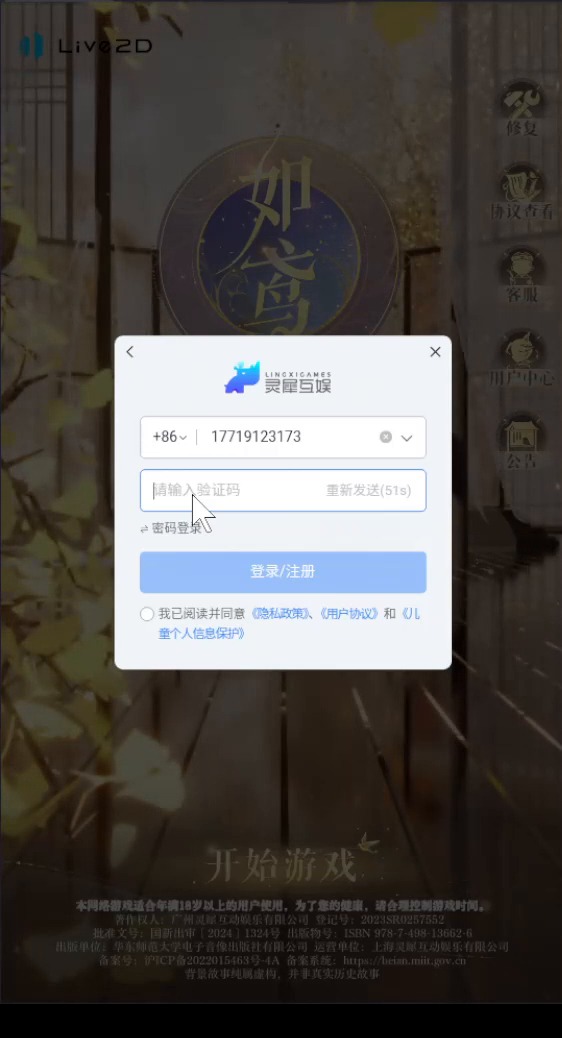 Live2D
如鸢
修复
协议查看
客服
用户中心
公告
LINGXIGAMES
灵犀互娱
+86 17719123173
请输入验证码 重新发送(51s)
密码登录
登录/注册
我已阅读并同意《隐私政策》、《用户协议》和《儿
童个人信息保护》
开始游戏
本网络游戏适合年满18岁以上的用户使用,为了您的健康,请合理控制游戏时间。
著作权人:广州灵犀互动娱乐有限公司 登记号:2023SR0257552
批准文号:国新出审[2024]1324号 出版物号:ISBN 978-7-498-13662-6
出版单位:华东师范大学电子音像出版社有限公司 运营单位:上海灵犀互动娱乐有限公司
备案号:沪ICP备2022015463号-4A 备案系统:https://beian.miit.gov.cn
背景故事纯属虚构,并非真实历史故事